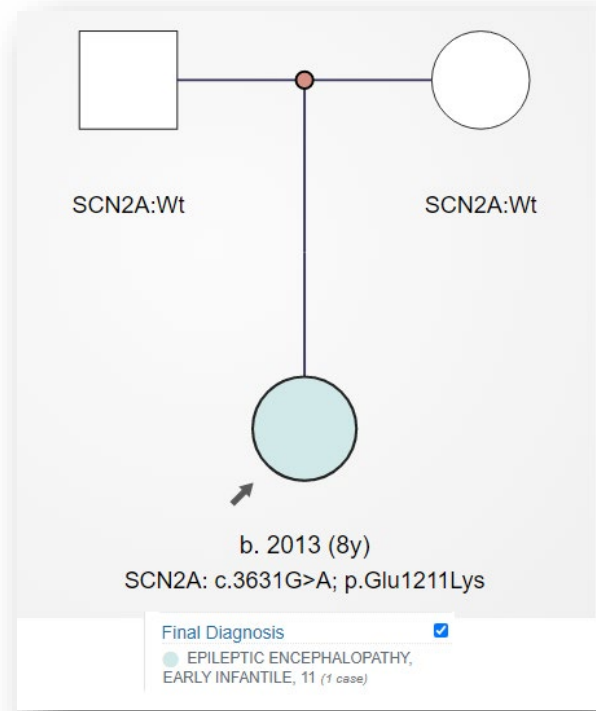 SCN2A:Wt
SCN2A:Wt
b. 2013 (8y)
SCN2A: c.3631G>A; p.Glu1211Lys
Final Diagnosis
EPILEPTIC ENCEPHALOPATHY,
EARLY INFANTILE, 11 (1 case)